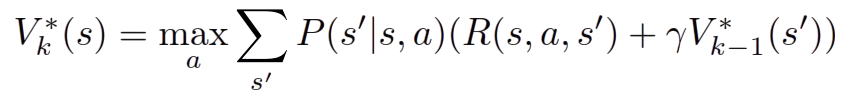 $V_k^*(s) = \max_a \sum_{s'} P(s'|s,a)(R(s,a,s') + \gamma V_{k-1}^*(s'))$